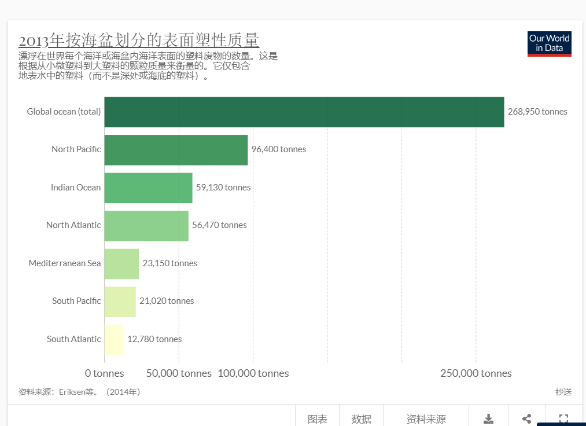 2013年按海盆划分的表面塑性质量
漂浮在世界每个海洋或海盆内海洋表面的塑料废物的数量。这是
根据从小微塑料到大塑料的颗粒质量来衡量的。它仅包含
地表水中的塑料（而不是深处或海底的塑料）。
Our World
in Data
Global ocean (total) 268,950 tonnes
North Pacific 96,400 tonnes
Indian Ocean 59,130 tonnes
North Atlantic 56,470 tonnes
Mediterranean Sea 23,150 tonnes
South Pacific 21,020 tonnes
South Atlantic 12,780 tonnes
0 tonnes 50,000 tonnes 100,000 tonnes 250,000 tonnes
资料来源：Eriksen等。（2014年） 抄送
图表 数据 资料来源